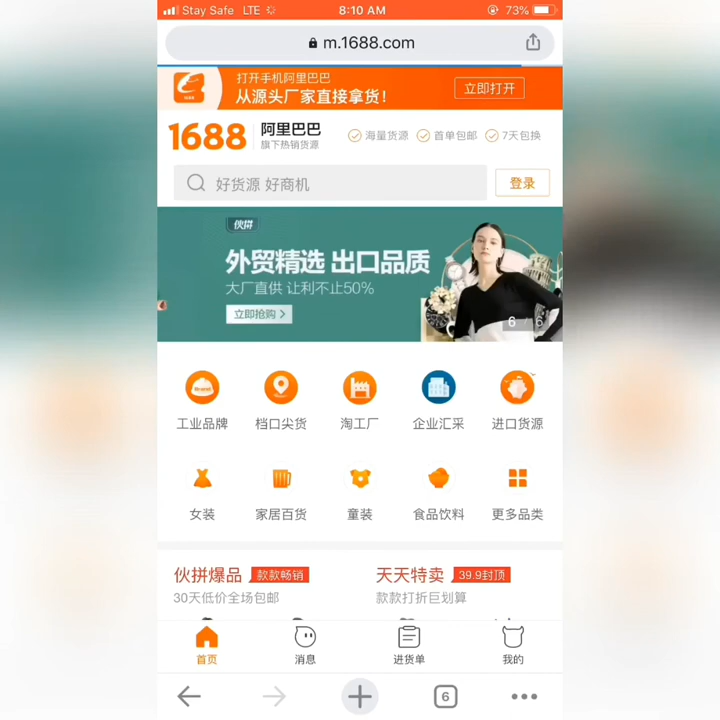 Stay Safe LTE 8:10 AM 73%
m.1688.com
打开手机阿里巴巴
从源头厂家直接拿货!
立即打开
1688 阿里巴巴
旗下热销货源
海量货源 首单包邮 7天包换
好货源 好商机
登录
伙拼
外贸精选 出口品质
大厂直供 让利不止50%
立即抢购 >
6 / 6
工业品牌 档口尖货 淘工厂 企业汇采 进口货源
女装 家居百货 童装 食品饮料 更多品类
伙拼爆品 款款畅销 天天特卖 39.9封顶
30天低价全场包邮 款款打折巨划算
首页 消息 进货单 我的
6